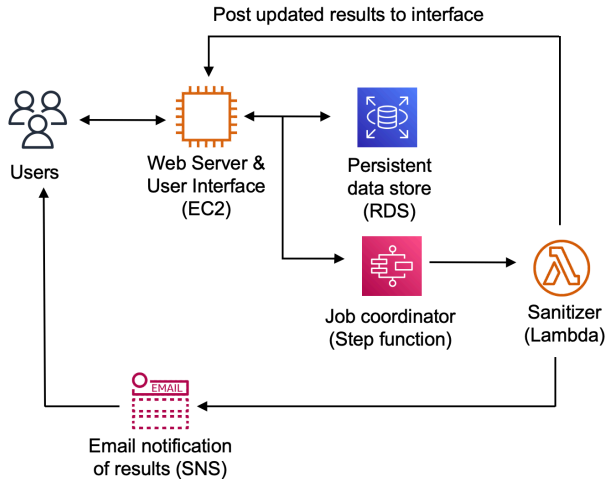 Post updated results to interface
Users
Web Server &
User Interface
(EC2)
Persistent
data store
(RDS)
Job coordinator
(Step function)
Sanitizer
(Lambda)
EMAIL
Email notification
of results (SNS)